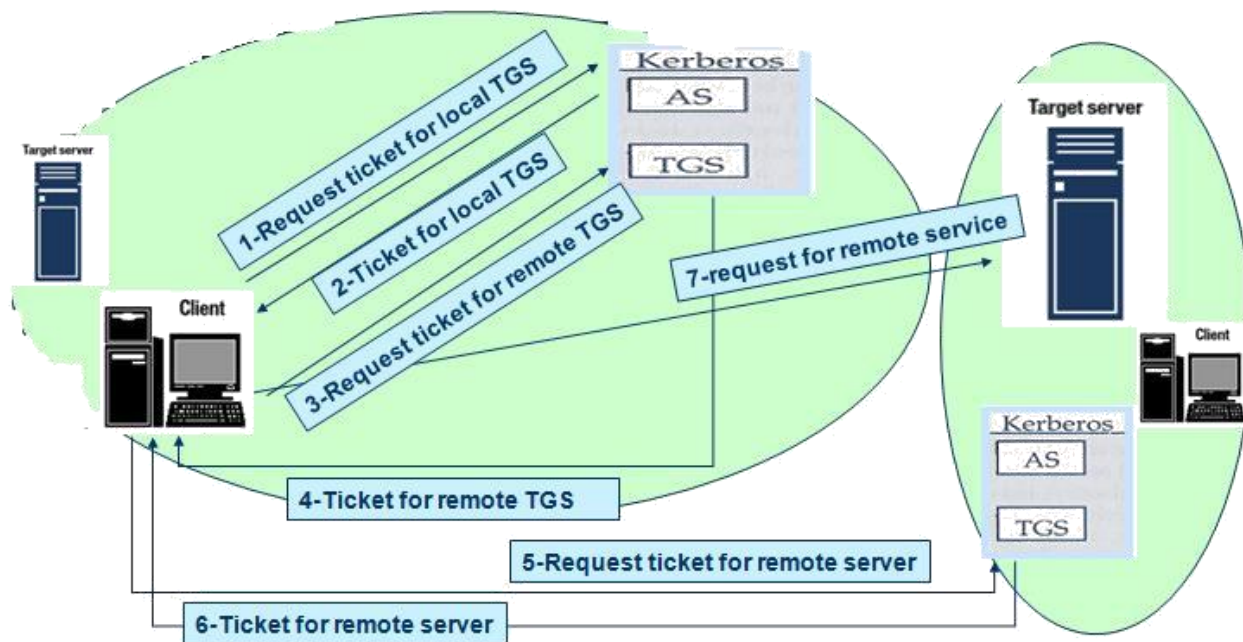 Kerberos
AS
TGS
Target server
Client
1-Request ticket for local TGS
2-Ticket for local TGS
3-Request ticket for remote TGS
7-request for remote service
4-Ticket for remote TGS
Target server
Client
Kerberos
AS
TGS
5-Request ticket for remote server
6-Ticket for remote server